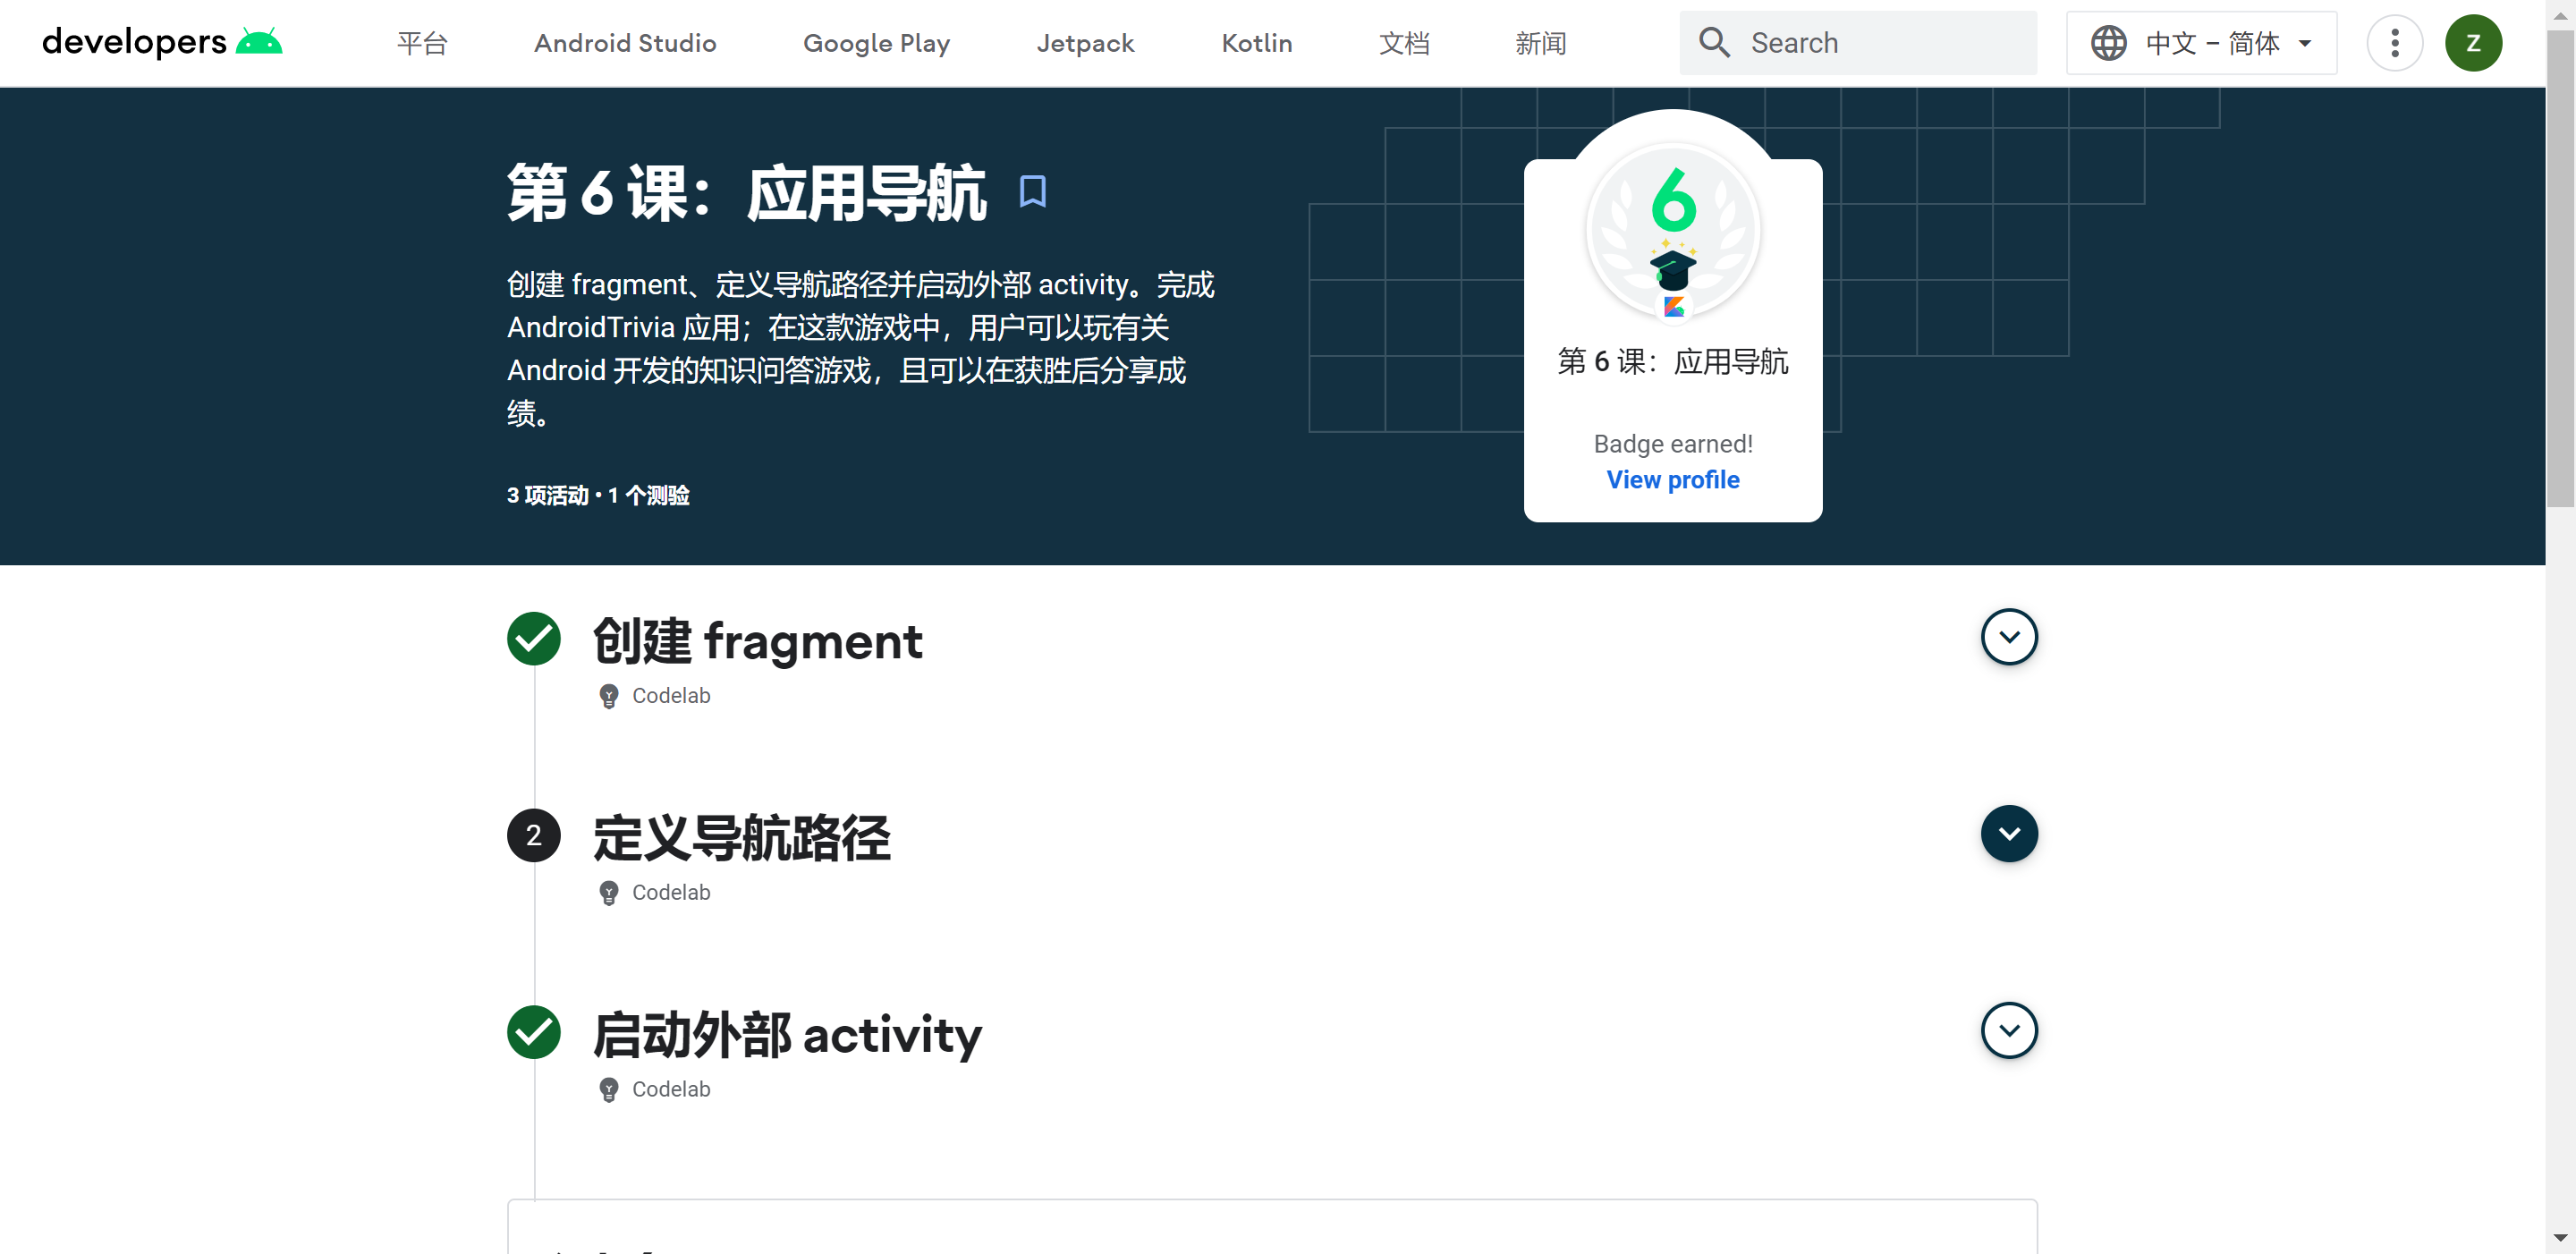 developers
平台
Android Studio
Google Play
Jetpack
Kotlin
文档
新闻
Search
中文 – 简体
Z
第 6 课：应用导航
创建 fragment、定义导航路径并启动外部 activity。完成
AndroidTrivia 应用；在这款游戏中，用户可以玩有关
Android 开发的知识问答游戏，且可以在获胜后分享成
绩。
3 项活动 • 1 个测验
6
第 6 课：应用导航
Badge earned!
View profile
创建 fragment
Codelab
2
定义导航路径
Codelab
启动外部 activity
Codelab